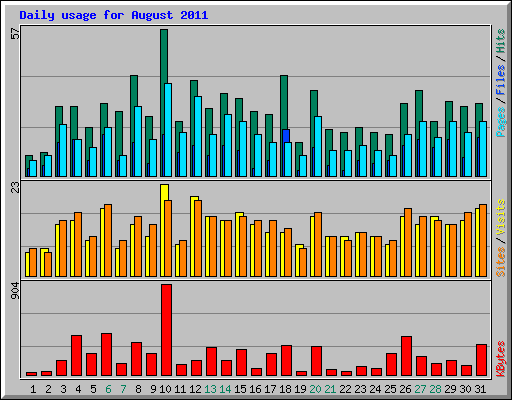 Daily usage for August 2011
57
Pages/Files/Hits
23
Sites/Visits
904
KBytes
1 2 3 4 5 6 7 8 9 10 11 12 13 14 15 16 17 18 19 20 21 22 23 24 25 26 27 28 29 30 31